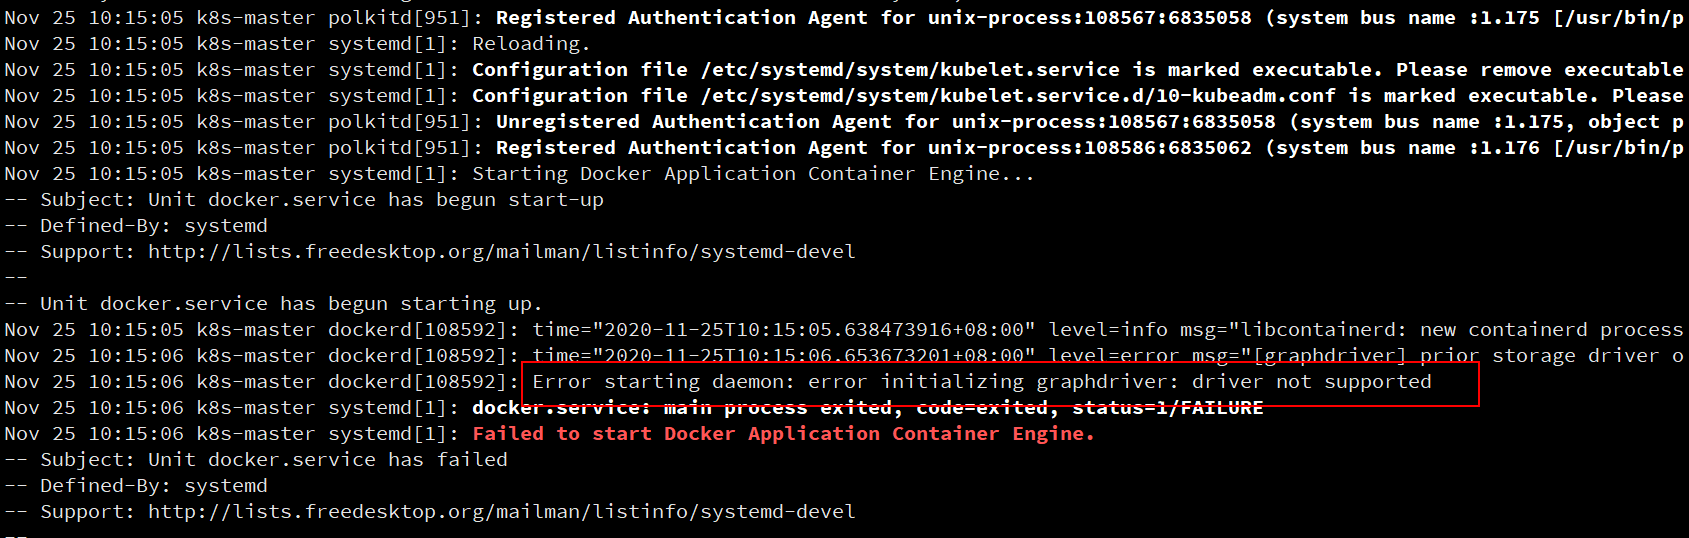 Nov 25 10:15:05 k8s-master polkitd[951]: Registered Authentication Agent for unix-process:108567:6835058 (system bus name :1.175 [/usr/bin/p
Nov 25 10:15:05 k8s-master systemd[1]: Reloading.
Nov 25 10:15:05 k8s-master systemd[1]: Configuration file /etc/systemd/system/kubelet.service is marked executable. Please remove executable
Nov 25 10:15:05 k8s-master systemd[1]: Configuration file /etc/systemd/system/kubelet.service.d/10-kubeadm.conf is marked executable. Please
Nov 25 10:15:05 k8s-master polkitd[951]: Unregistered Authentication Agent for unix-process:108567:6835058 (system bus name :1.175, object p
Nov 25 10:15:05 k8s-master polkitd[951]: Registered Authentication Agent for unix-process:108586:6835062 (system bus name :1.176 [/usr/bin/p
Nov 25 10:15:05 k8s-master systemd[1]: Starting Docker Application Container Engine...
-- Subject: Unit docker.service has begun start-up
-- Defined-By: systemd
-- Support: http://lists.freedesktop.org/mailman/listinfo/systemd-devel
--
-- Unit docker.service has begun starting up.
Nov 25 10:15:05 k8s-master dockerd[108592]: time="2020-11-25T10:15:05.638473916+08:00" level=info msg="libcontainerd: new containerd process
Nov 25 10:15:06 k8s-master dockerd[108592]: time="2020-11-25T10:15:06.653673201+08:00" level=error msg="[graphdriver] prior storage driver o
Nov 25 10:15:06 k8s-master dockerd[108592]: Error starting daemon: error initializing graphdriver: driver not supported
Nov 25 10:15:06 k8s-master systemd[1]: docker.service: main process exited, code=exited, status=1/FAILURE
Nov 25 10:15:06 k8s-master systemd[1]: Failed to start Docker Application Container Engine.
-- Subject: Unit docker.service has failed
-- Defined-By: systemd
-- Support: http://lists.freedesktop.org/mailman/listinfo/systemd-devel
--